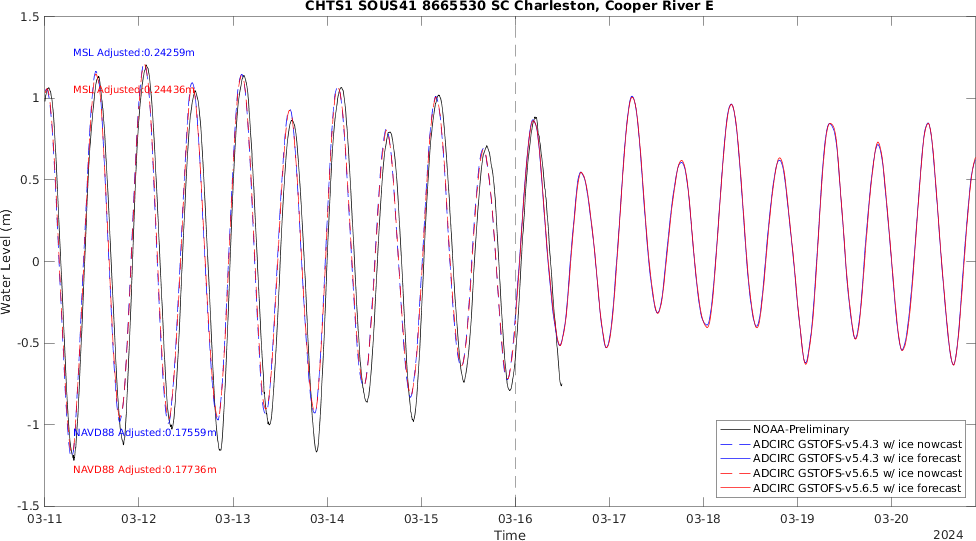 CHTS1 SOUS41 8665530 SC Charleston, Cooper River E
1.5
1
0.5
0
-0.5
-1
-1.5
Water Level (m)
MSL Adjusted:0.24259m
MSL Adjusted:0.24436m
NAVD88 Adjusted:0.17559m
NAVD88 Adjusted:0.17736m
NOAA-Preliminary
ADCIRC GSTOFS-v5.4.3 w/ ice nowcast
ADCIRC GSTOFS-v5.4.3 w/ ice forecast
ADCIRC GSTOFS-v5.6.5 w/ ice nowcast
ADCIRC GSTOFS-v5.6.5 w/ ice forecast
03-11 03-12 03-13 03-14 03-15 03-16 03-17 03-18 03-19 03-20
Time
2024